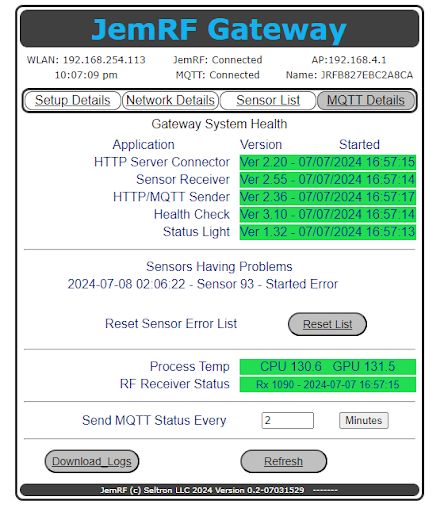 JemRF Gateway
WLAN: 192.168.254.113 JemRF: Connected AP:192.168.4.1
10:07:09 pm MQTT: Connected Name: JRFB827EBC2A8CA
Setup Details Network Details Sensor List MQTT Details
Gateway System Health
Application Version Started
HTTP Server Connector Ver 2.20 - 07/07/2024 16:57:15
Sensor Receiver Ver 2.55 - 07/07/2024 16:57:14
HTTP/MQTT Sender Ver 2.36 - 07/07/2024 16:57:17
Health Check Ver 3.10 - 07/07/2024 16:57:14
Status Light Ver 1.32 - 07/07/2024 16:57:13
Sensors Having Problems
2024-07-08 02:06:22 - Sensor 93 - Started Error
Reset Sensor Error List Reset List
Process Temp CPU 130.6 GPU 131.5
RF Receiver Status Rx 1090 - 2024-07-07 16:57:15
Send MQTT Status Every 2 Minutes
Download_Logs Refresh
JemRF (c) Seltron LLC 2024 Version 0.2-07031529 -------